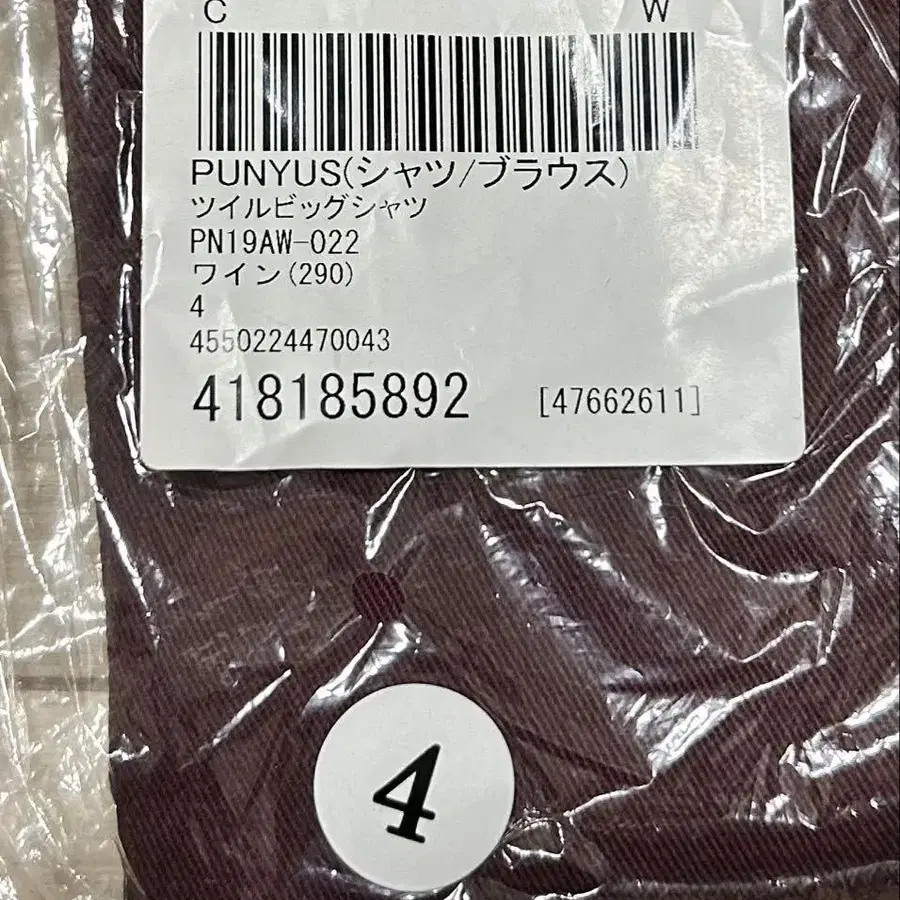 C W
PUNYUS(シャツ/ブラウス)
ツイルビッグシャツ
PN19AW-022
ワイン(290)
4
4550224470043
418185892 [47662611]
4